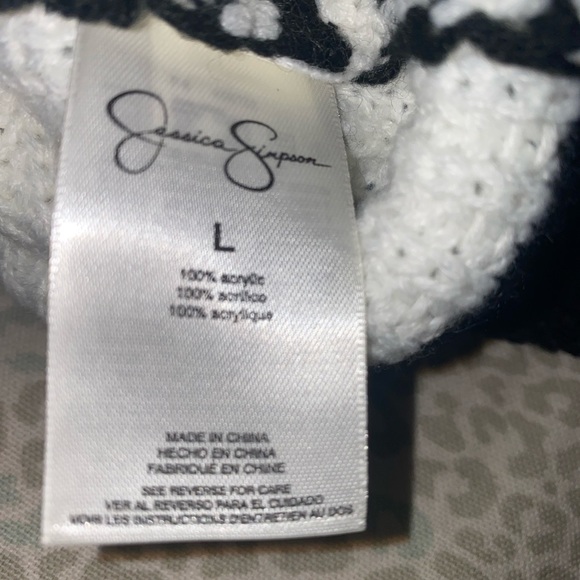 Jessica Simpson
L
100% acrylic
100% acrílico
100% acrylique
MADE IN CHINA
HECHO EN CHINA
FABRIQUÉ EN CHINE
SEE REVERSE FOR CARE
VER AL REVERSO PARA EL CUIDADO
VOIR LES INSTRUCTIONS D'ENTRETIEN AU DOS